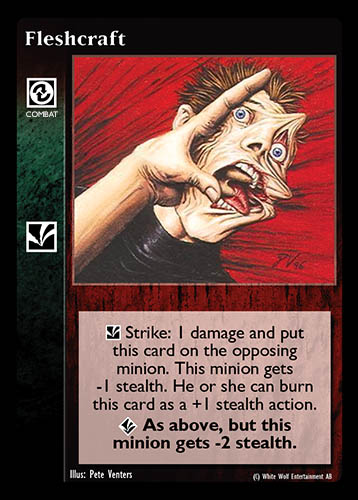 Fleshcraft
COMBAT
PV 96
Strike: 1 damage and put
this card on the opposing
minion. This minion gets
-1 stealth. He or she can burn
this card as a +1 stealth action.
As above, but this
minion gets -2 stealth.
Illus: Pete Venters
(C) White Wolf Entertainment AB